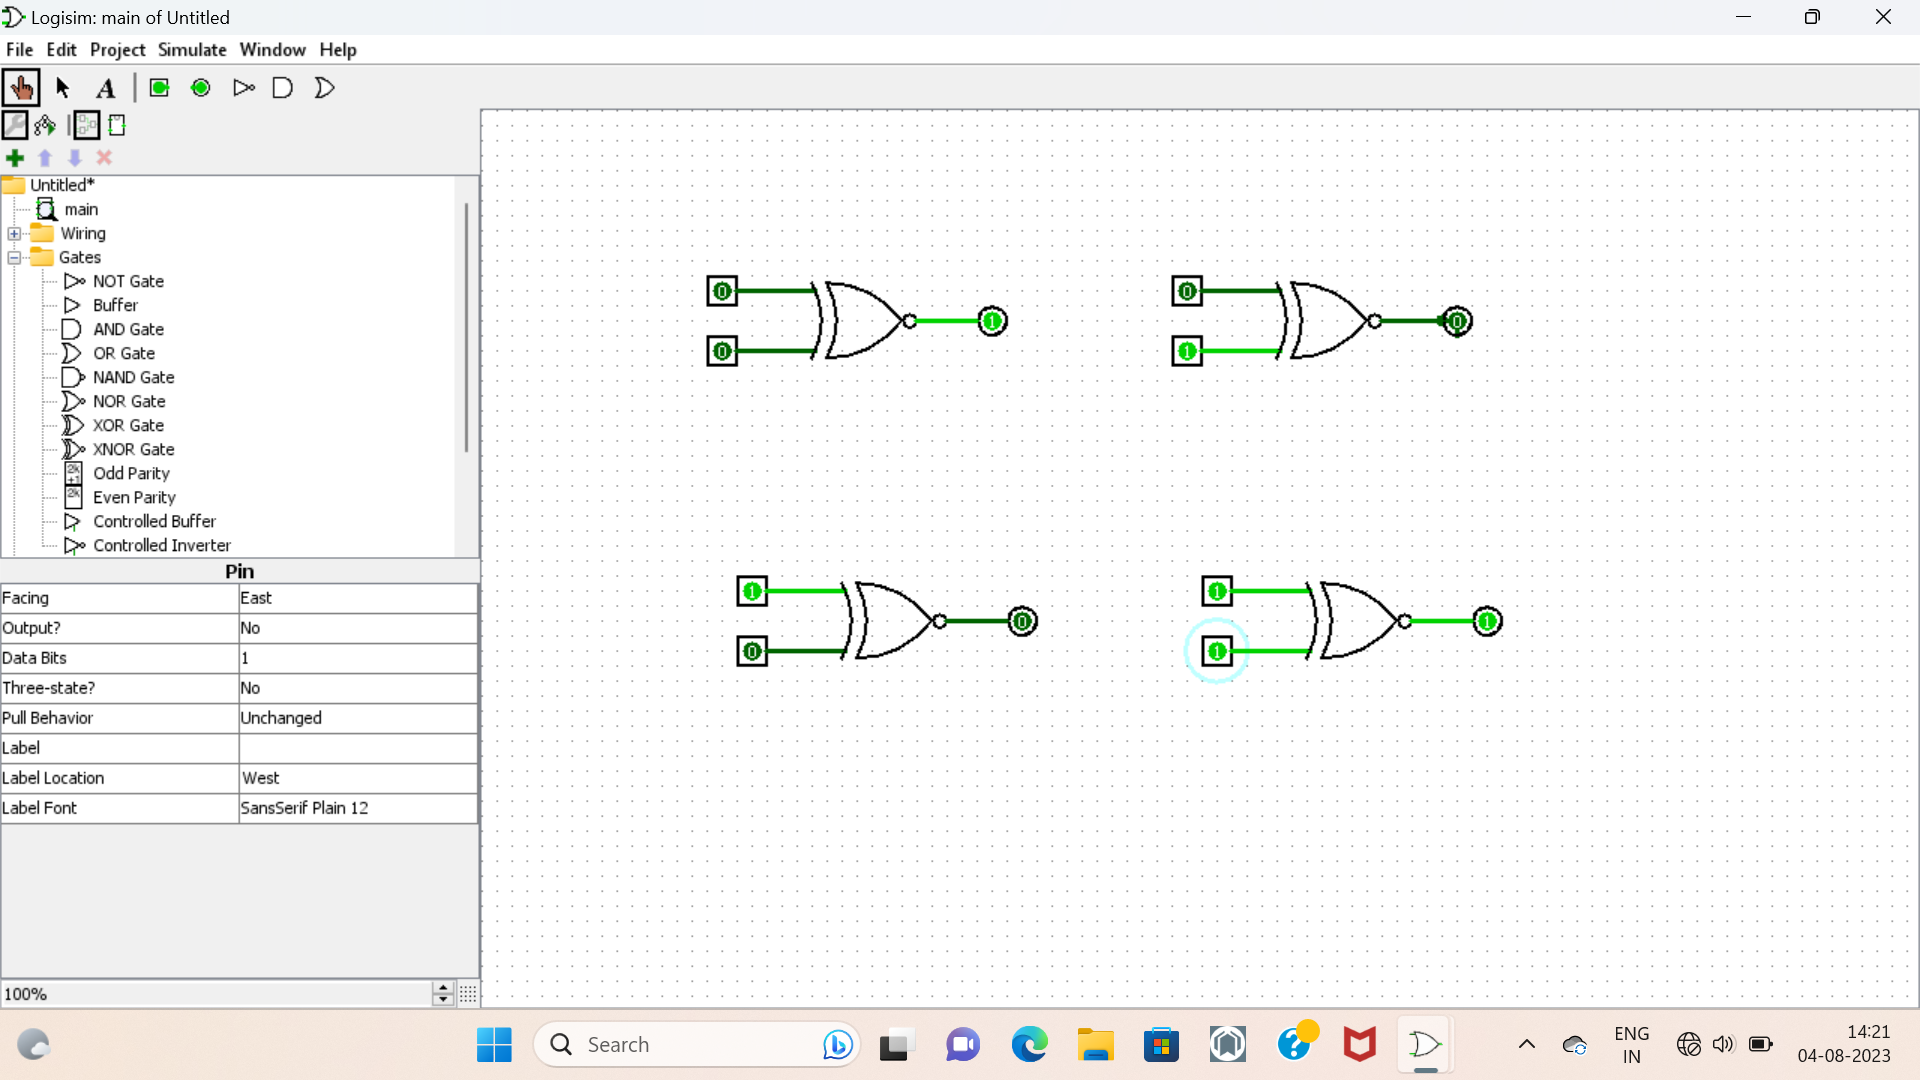 Logisim: main of Untitled
File Edit Project Simulate Window Help
A
Untitled*
main
Wiring
Gates
NOT Gate
Buffer
AND Gate
OR Gate
NAND Gate
NOR Gate
XOR Gate
XNOR Gate
2k+1 Odd Parity
2k Even Parity
Controlled Buffer
Controlled Inverter
Pin
Facing East
Output? No
Data Bits 1
Three-state? No
Pull Behavior Unchanged
Label
Label Location West
Label Font SansSerif Plain 12
100%
0 0
1 0
0 1
1 1
0 1
0 1
Search
ENG
IN
14:21
04-08-2023